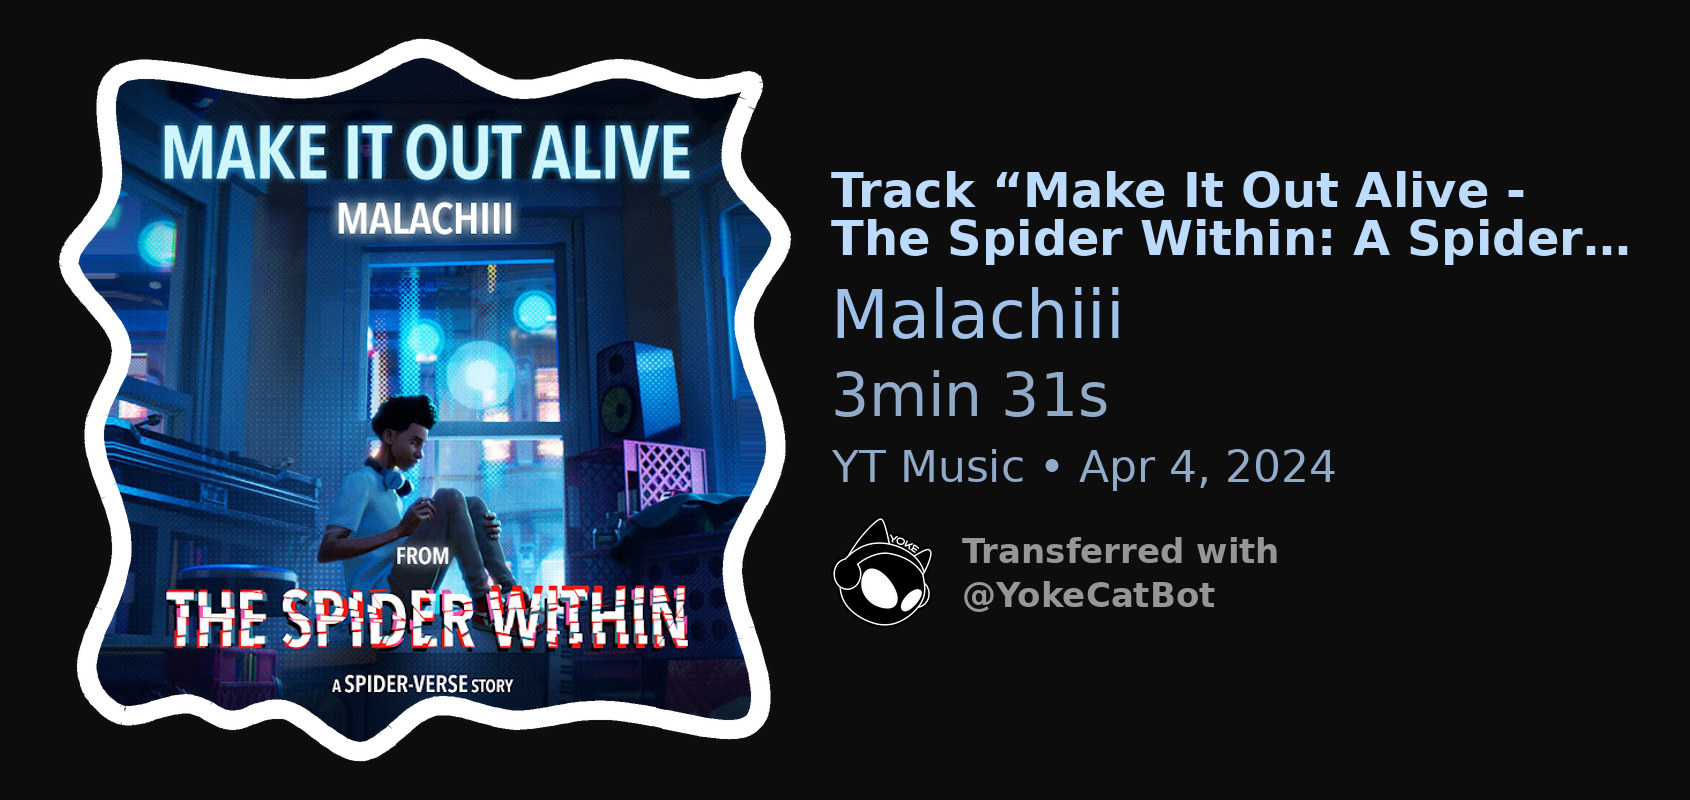 MAKE IT OUT ALIVE
MALACHIII
FROM
THE SPIDER WITHIN
A SPIDER-VERSE STORY
Track “Make It Out Alive -
The Spider Within: A Spider…
Malachiii
3min 31s
YT Music • Apr 4, 2024
YOKE
Transferred with
@YokeCatBot